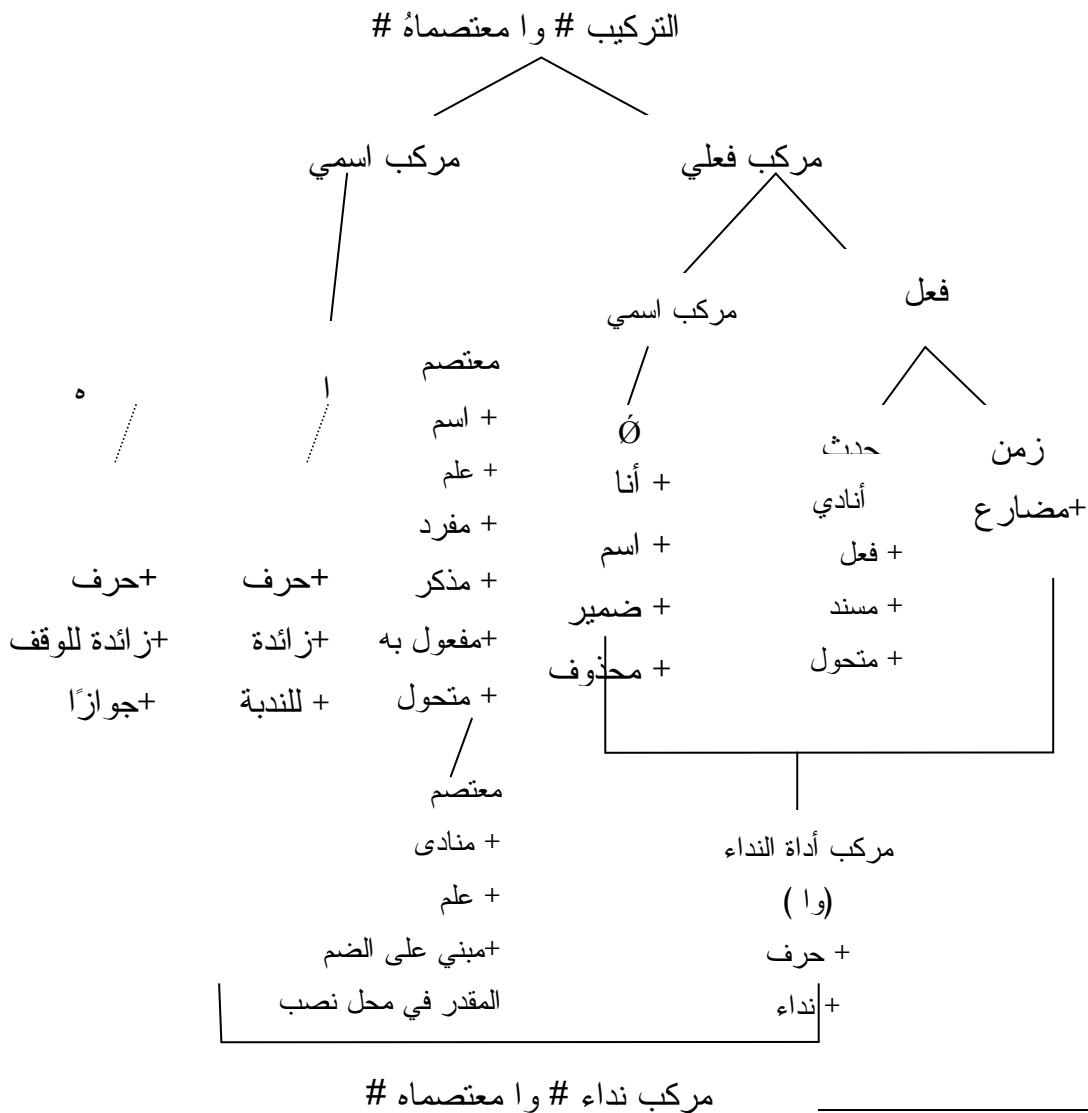 التركيب # وا معتصماهُ #
مركب فعلي
مركب اسمي
فعل
مركب اسمي
زمن
+مضارع
حدث
أنادي
+ فعل
+ مسند
+ متحول
Ǿ
+ أنا
+ اسم
+ ضمير
+ محذوف
معتصم
+ اسم
+ علم
+ مفرد
+ مذكر
+مفعول به
+ متحول
ا
+حرف
+زائدة
+ للندبة
ه
+حرف
+زائدة للوقف
+جوازًا
مركب أداة النداء
(وا )
+ حرف
+ نداء
معتصم
+ منادى
+ علم
+مبني على الضم
المقدر في محل نصب
مركب نداء # وا معتصماه #